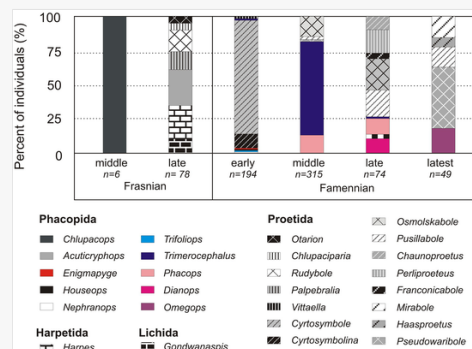 Percent of individuals (%)
100
75
50
25
0
middle late early middle late latest
n=6 n= 78 n=194 n=315 n=74 n=49
Frasnian Famennian
Phacopida
Chlupacops
Acuticryphops
Enigmapyge
Houseops
Nephranops
Trifoliops
Trimerocephalus
Phacops
Dianops
Omegops
Harpetida
Harpes
Lichida
Gondwanaspis
Proetida
Otarion
Chlupaciparia
Rudybole
Palpebralia
Vittaella
Cyrtosymbole
Cyrtosymbolina
Osmolskabole
Pusillabole
Chaunoproetus
Perliproetus
Franconicabole
Mirabole
Haasproetus
Pseudowaribole